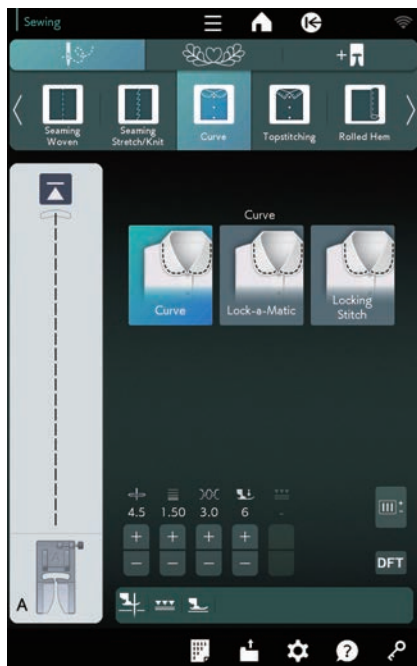 Sewing
Seaming
Woven
Seaming
Stretch/Knit
Curve
Topstitching
Rolled Hem
Curve
Curve
Lock-a-Matic
Locking
Stitch
4.5 1.50 3.0 6 -
+ + +
− − −
DFT
A
?